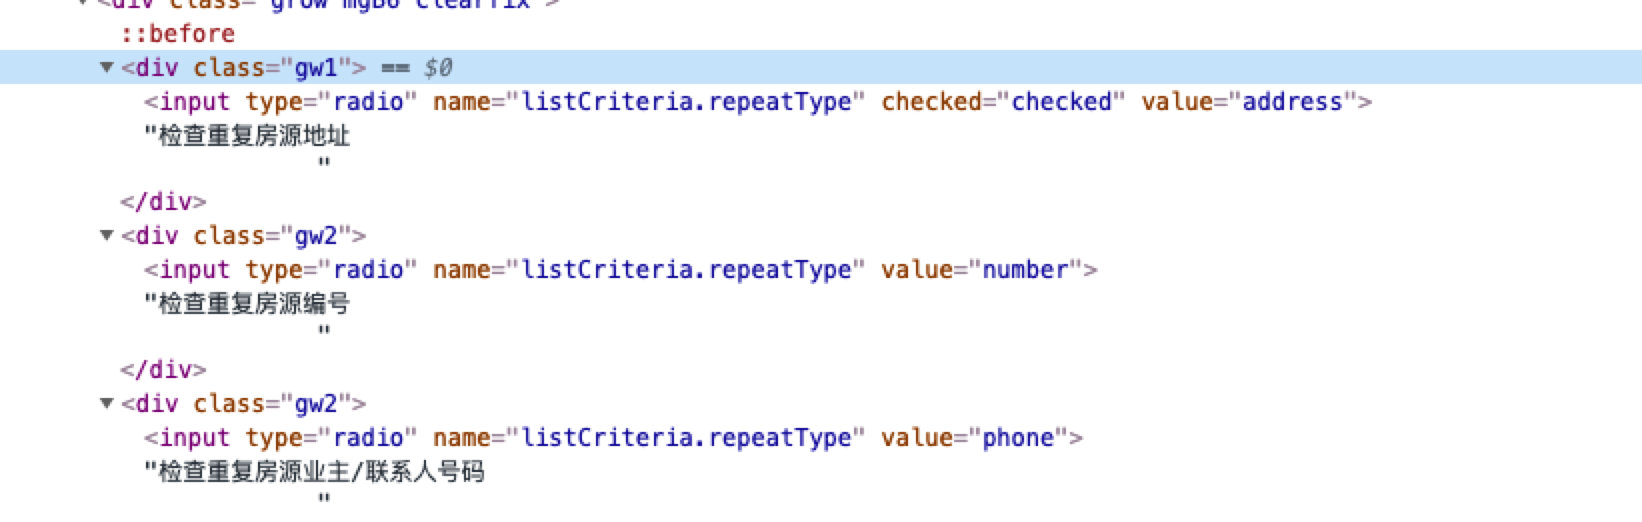 <div class="grow mgB6 clearfix">
::before
<div class="gw1"> == $0
<input type="radio" name="listCriteria.repeatType" checked="checked" value="address">
"检查重复房源地址
"
</div>
<div class="gw2">
<input type="radio" name="listCriteria.repeatType" value="number">
"检查重复房源编号
"
</div>
<div class="gw2">
<input type="radio" name="listCriteria.repeatType" value="phone">
"检查重复房源业主/联系人号码
"